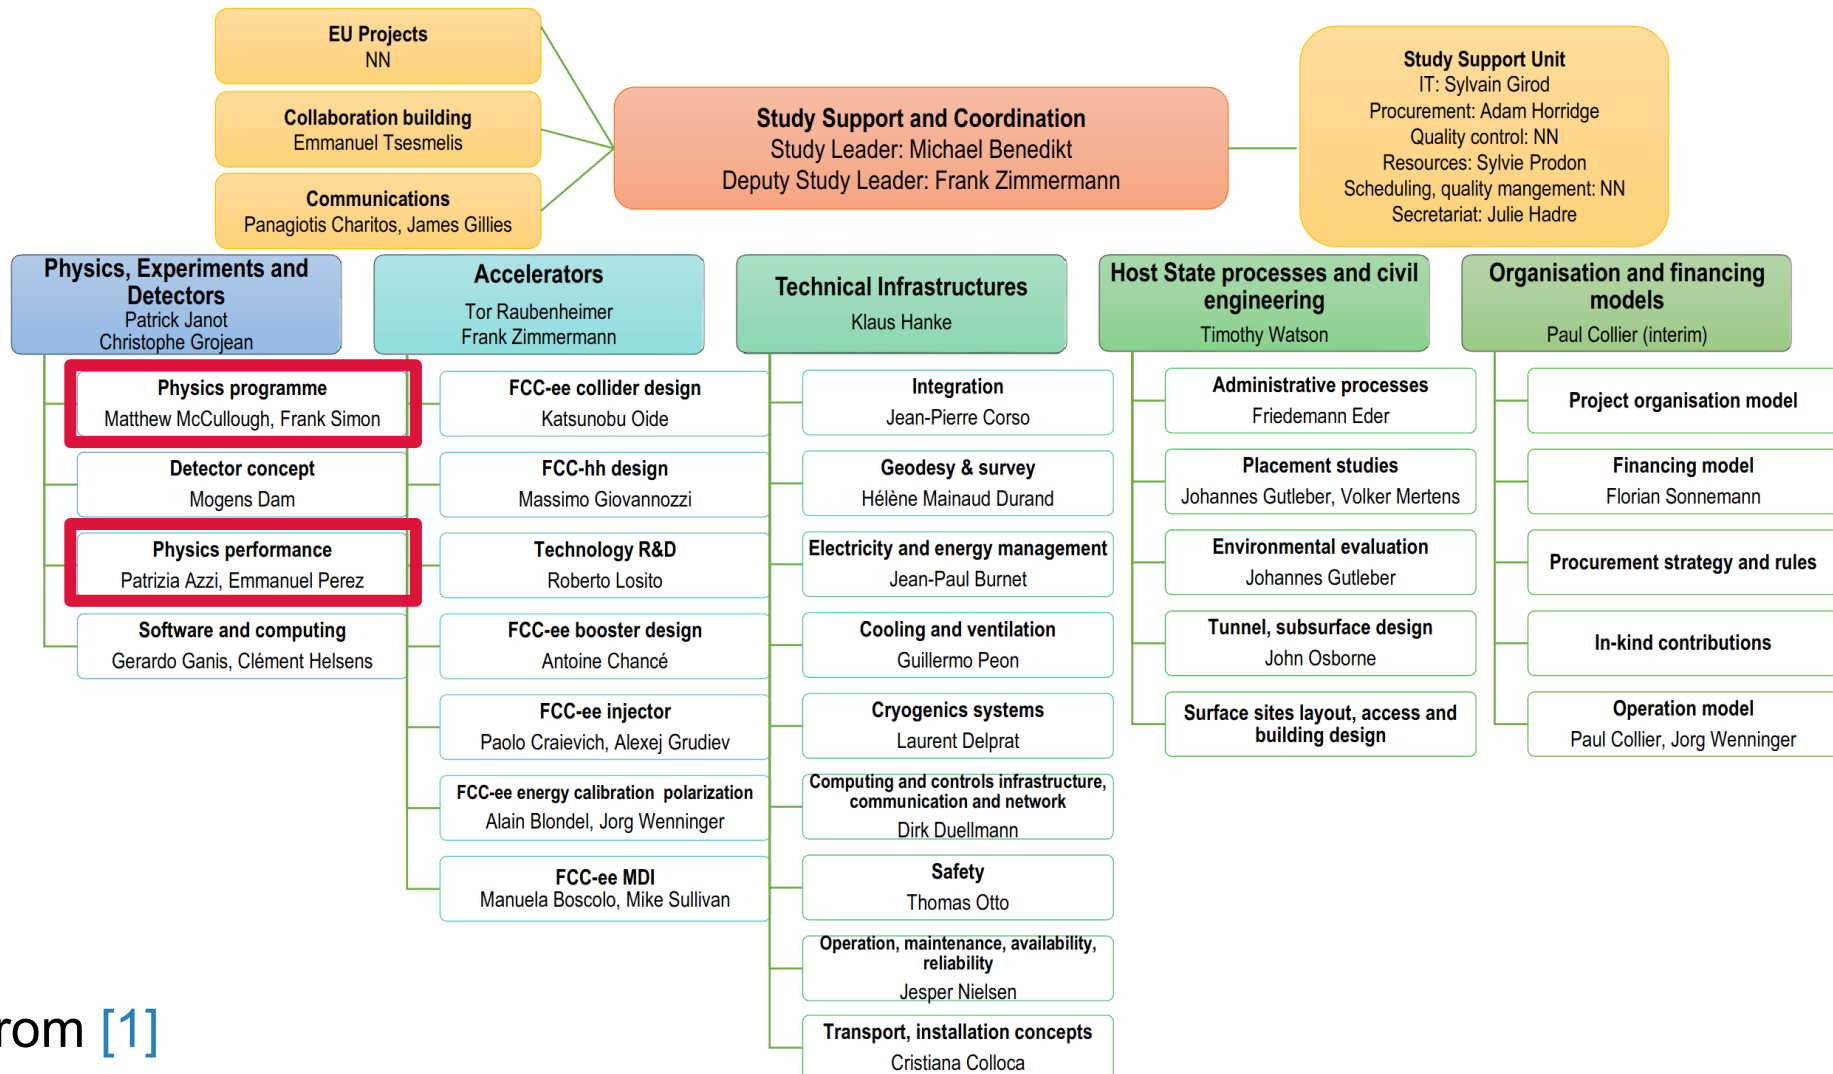 EU Projects
NN
Collaboration building
Emmanuel Tsesmelis
Communications
Panagiotis Charitos, James Gillies
Study Support and Coordination
Study Leader: Michael Benedikt
Deputy Study Leader: Frank Zimmermann
Study Support Unit
IT: Sylvain Girod
Procurement: Adam Horridge
Quality control: NN
Resources: Sylvie Prodon
Scheduling, quality mangement: NN
Secretariat: Julie Hadre
Physics, Experiments and
Detectors
Patrick Janot
Christophe Grojean
Physics programme
Matthew McCullough, Frank Simon
Detector concept
Mogens Dam
Physics performance
Patrizia Azzi, Emmanuel Perez
Software and computing
Gerardo Ganis, Clément Helsens
Accelerators
Tor Raubenheimer
Frank Zimmermann
FCC-ee collider design
Katsunobu Oide
FCC-hh design
Massimo Giovannozzi
Technology R&D
Roberto Losito
FCC-ee booster design
Antoine Chancé
FCC-ee injector
Paolo Craievich, Alexej Grudiev
FCC-ee energy calibration polarization
Alain Blondel, Jorg Wenninger
FCC-ee MDI
Manuela Boscolo, Mike Sullivan
Technical Infrastructures
Klaus Hanke
Integration
Jean-Pierre Corso
Geodesy & survey
Hélène Mainaud Durand
Electricity and energy management
Jean-Paul Burnet
Cooling and ventilation
Guillermo Peon
Cryogenics systems
Laurent Delprat
Computing and controls infrastructure,
communication and network
Dirk Duellmann
Safety
Thomas Otto
Operation, maintenance, availability,
reliability
Jesper Nielsen
Transport, installation concepts
Cristiana Colloca
Host State processes and civil
engineering
Timothy Watson
Administrative processes
Friedemann Eder
Placement studies
Johannes Gutleber, Volker Mertens
Environmental evaluation
Johannes Gutleber
Tunnel, subsurface design
John Osborne
Surface sites layout, access and
building design
Organisation and financing
models
Paul Collier (interim)
Project organisation model
Financing model
Florian Sonnemann
Procurement strategy and rules
In-kind contributions
Operation model
Paul Collier, Jorg Wenninger
rom [1]